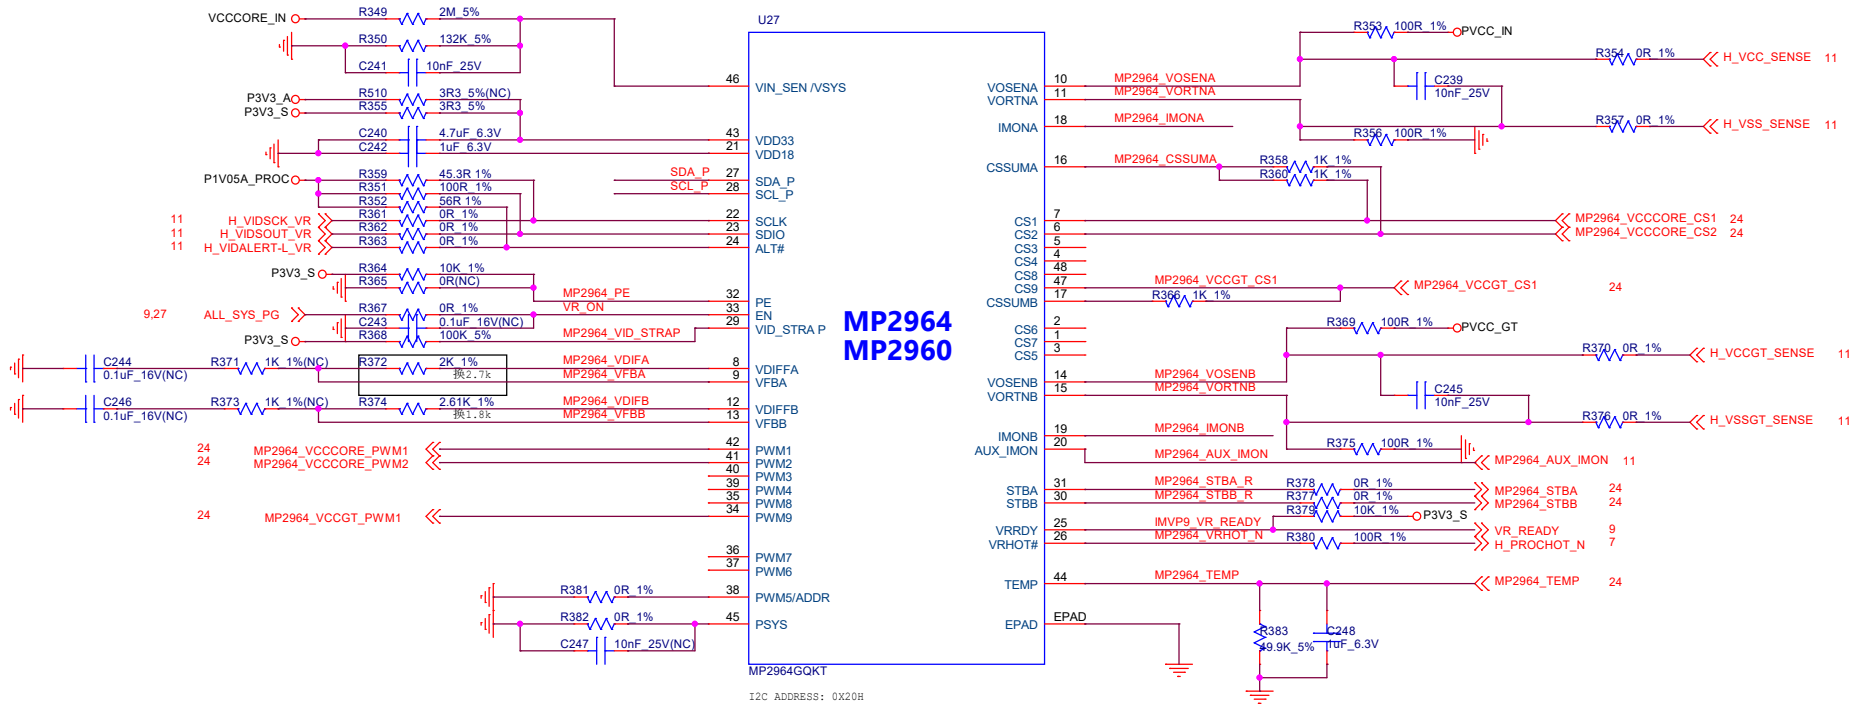 U27
VCCCORE_IN R349 2M_5%
R350 132K_5%
C241 10nF_25V
P3V3_A R510 3R3_5%(NC)
P3V3_S R355 3R3_5%
C240 4.7uF_6.3V
C242 1uF_6.3V
P1V05A_PROC R359 45.3R 1%
R351 100R_1%
R352 56R 1%
11 H_VIDSCK_VR R361 0R_1%
11 H_VIDSOUT_VR R362 0R_1%
11 H_VIDALERT-L_VR R363 0R_1%
P3V3_S R364 10K_1%
R365 0R(NC)
MP2964_PE
9,27 ALL_SYS_PG R367 0R_1% VR_ON
C243 0.1uF_16V(NC)
P3V3_S R368 100K_5% MP2964_VID_STRAP
C244 0.1uF_16V(NC) R371 1K_1%(NC) R372 2K_1% MP2964_VDIFA
换2.7k MP2964_VFBA
C246 0.1uF_16V(NC) R373 1K_1%(NC) R374 2.61K_1% MP2964_VDIFB
换1.8k MP2964_VFBB
24 MP2964_VCCCORE_PWM1
24 MP2964_VCCCORE_PWM2
24 MP2964_VCCGT_PWM1
R381 0R_1%
R382 0R_1%
C247 10nF_25V(NC)
SDA_P
SCL_P
46 VIN_SEN /VSYS
43 VDD33
21 VDD18
27 SDA_P
28 SCL_P
22 SCLK
23 SDIO
24 ALT#
32 PE
33 EN
29 VID_STRA P
8 VDIFFA
9 VFBA
12 VDIFFB
13 VFBB
42 PWM1
41 PWM2
40 PWM3
39 PWM4
35 PWM8
34 PWM9
36 PWM7
37 PWM6
38 PWM5/ADDR
45 PSYS
MP2964
MP2960
MP2964GQKT
I2C ADDRESS: 0X20H
VOSENA 10 MP2964_VOSENA
VORTNA 11 MP2964_VORTNA
IMONA 18 MP2964_IMONA
CSSUMA 16 MP2964_CSSUMA
CS1 7
CS2 6
CS3 5
CS4 4
CS8 48
CS9 47 MP2964_VCCGT_CS1
CSSUMB 17
CS6 2
CS7 1
CS5 3
VOSENB 14 MP2964_VOSENB
VORTNB 15 MP2964_VORTNB
IMONB 19 MP2964_IMONB
AUX_IMON 20 MP2964_AUX_IMON
STBA 31 MP2964_STBA_R
STBB 30 MP2964_STBB_R
VRRDY 25 IMVP9_VR_READY
VRHOT# 26 MP2964_VRHOT_N
TEMP 44 MP2964_TEMP
EPAD EPAD
R353 100R_1% PVCC_IN
R354 0R_1% H_VCC_SENSE 11
C239
10nF_25V
R357 0R_1% H_VSS_SENSE 11
R356 100R_1%
R358 1K_1%
R360 1K_1%
MP2964_VCCCORE_CS1 24
MP2964_VCCCORE_CS2 24
R366 1K_1% MP2964_VCCGT_CS1 24
R369 100R_1% PVCC_GT
R370 0R_1% H_VCCGT_SENSE 11
C245
10nF_25V
R376 0R_1% H_VSSGT_SENSE 11
R375 100R_1%
MP2964_AUX_IMON 11
R378 0R_1% MP2964_STBA 24
R377 0R_1% MP2964_STBB 24
R379 10K_1% P3V3_S
VR_READY 9
R380 100R_1% H_PROCHOT_N 7
MP2964_TEMP 24
R383
49.9K_5%
C248
1uF_6.3V